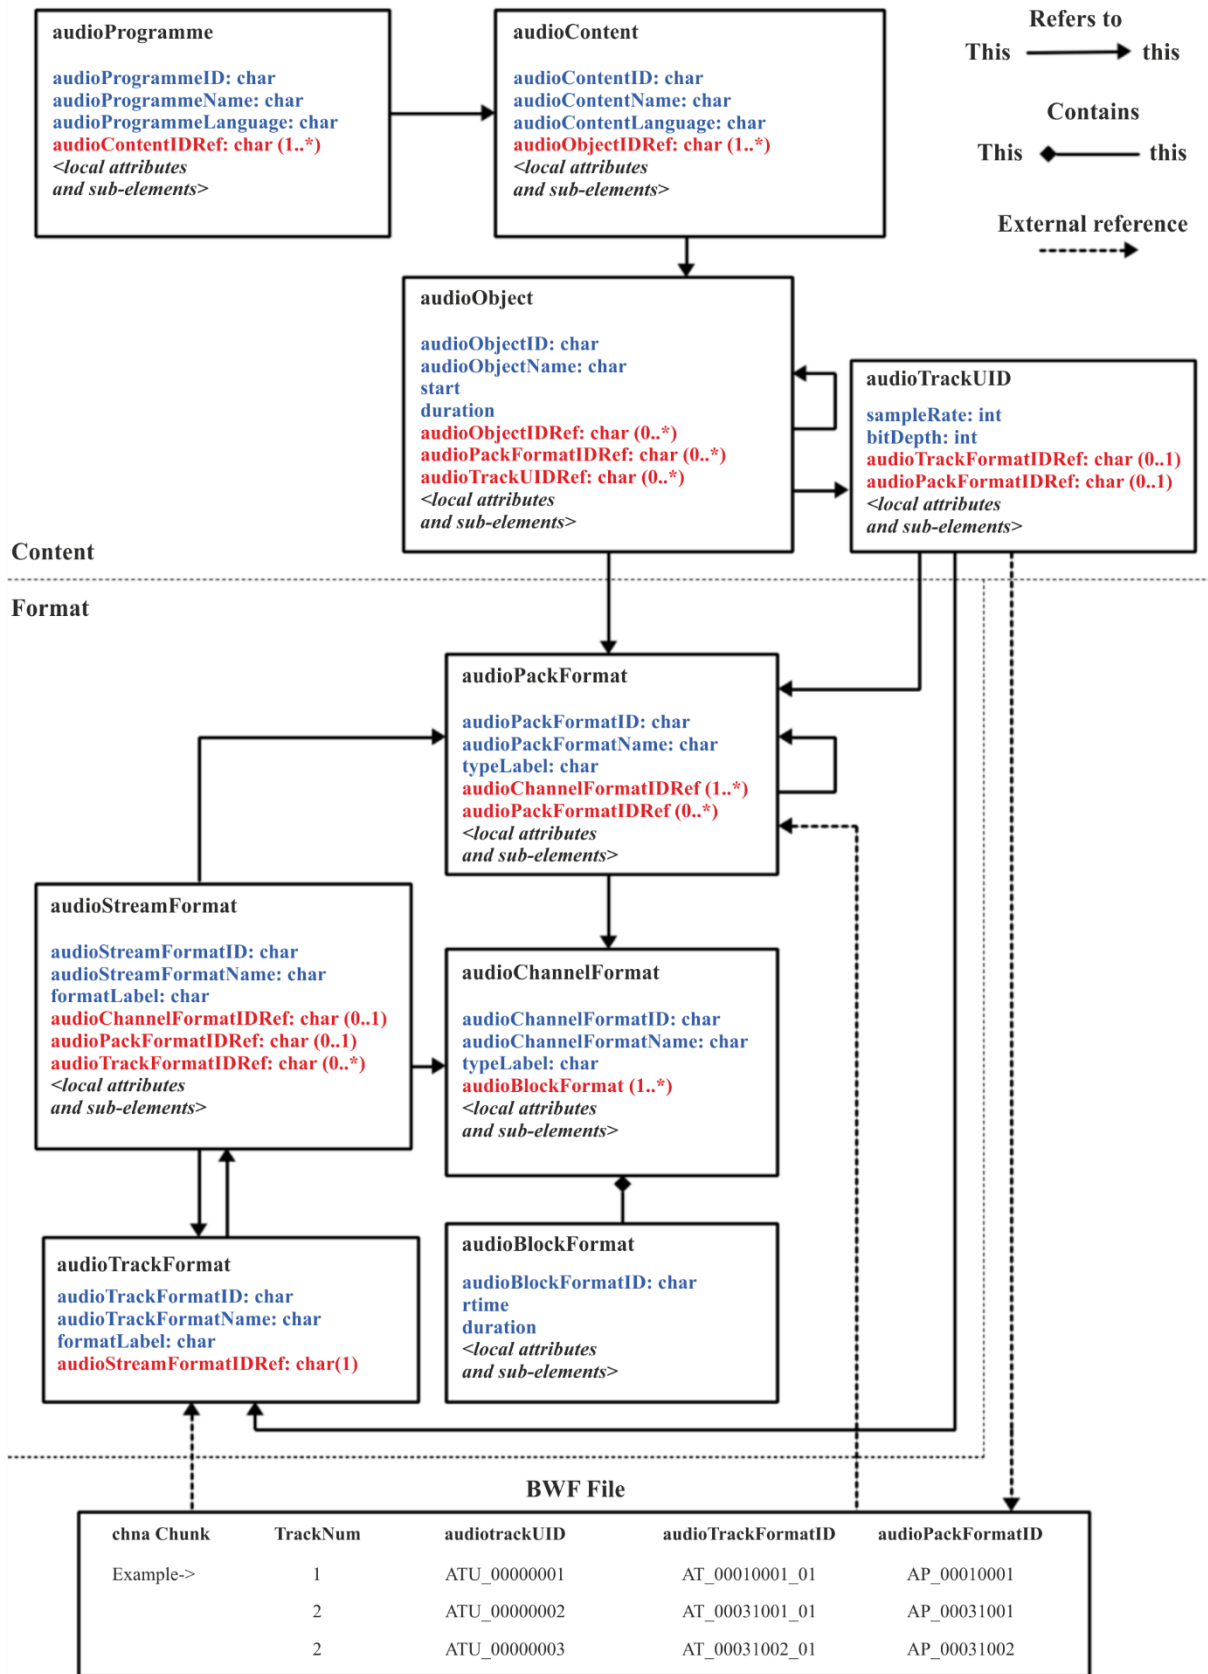 audioProgramme
audioProgrammeID: char
audioProgrammeName: char
audioProgrammeLanguage: char
audioContentIDRef: char (1..*)
<local attributes
and sub-elements>
audioContent
audioContentID: char
audioContentName: char
audioContentLanguage: char
audioObjectIDRef: char (1..*)
<local attributes
and sub-elements>
Refers to
This this
Contains
This this
External reference
audioObject
audioObjectID: char
audioObjectName: char
start
duration
audioObjectIDRef: char (0..*)
audioPackFormatIDRef: char (0..*)
audioTrackUIDRef: char (0..*)
<local attributes
and sub-elements>
audioTrackUID
sampleRate: int
bitDepth: int
audioTrackFormatIDRef: char (0..1)
audioPackFormatIDRef: char (0..1)
<local attributes
and sub-elements>
Content
Format
audioPackFormat
audioPackFormatID: char
audioPackFormatName: char
typeLabel: char
audioChannelFormatIDRef (1..*)
audioPackFormatIDRef (0..*)
<local attributes
and sub-elements>
audioStreamFormat
audioStreamFormatID: char
audioStreamFormatName: char
formatLabel: char
audioChannelFormatIDRef: char (0..1)
audioPackFormatIDRef: char (0..1)
audioTrackFormatIDRef: char (0..*)
<local attributes
and sub-elements>
audioChannelFormat
audioChannelFormatID: char
audioChannelFormatName: char
typeLabel: char
audioBlockFormat (1..*)
<local attributes
and sub-elements>
audioTrackFormat
audioTrackFormatID: char
audioTrackFormatName: char
formatLabel: char
audioStreamFormatIDRef: char(1)
audioBlockFormat
audioBlockFormatID: char
rtime
duration
<local attributes
and sub-elements>
BWF File
chna Chunk TrackNum audiotrackUID audioTrackFormatID audioPackFormatID
Example-> 1 ATU_00000001 AT_00010001_01 AP_00010001
2 ATU_00000002 AT_00031001_01 AP_00031001
2 ATU_00000003 AT_00031002_01 AP_00031002